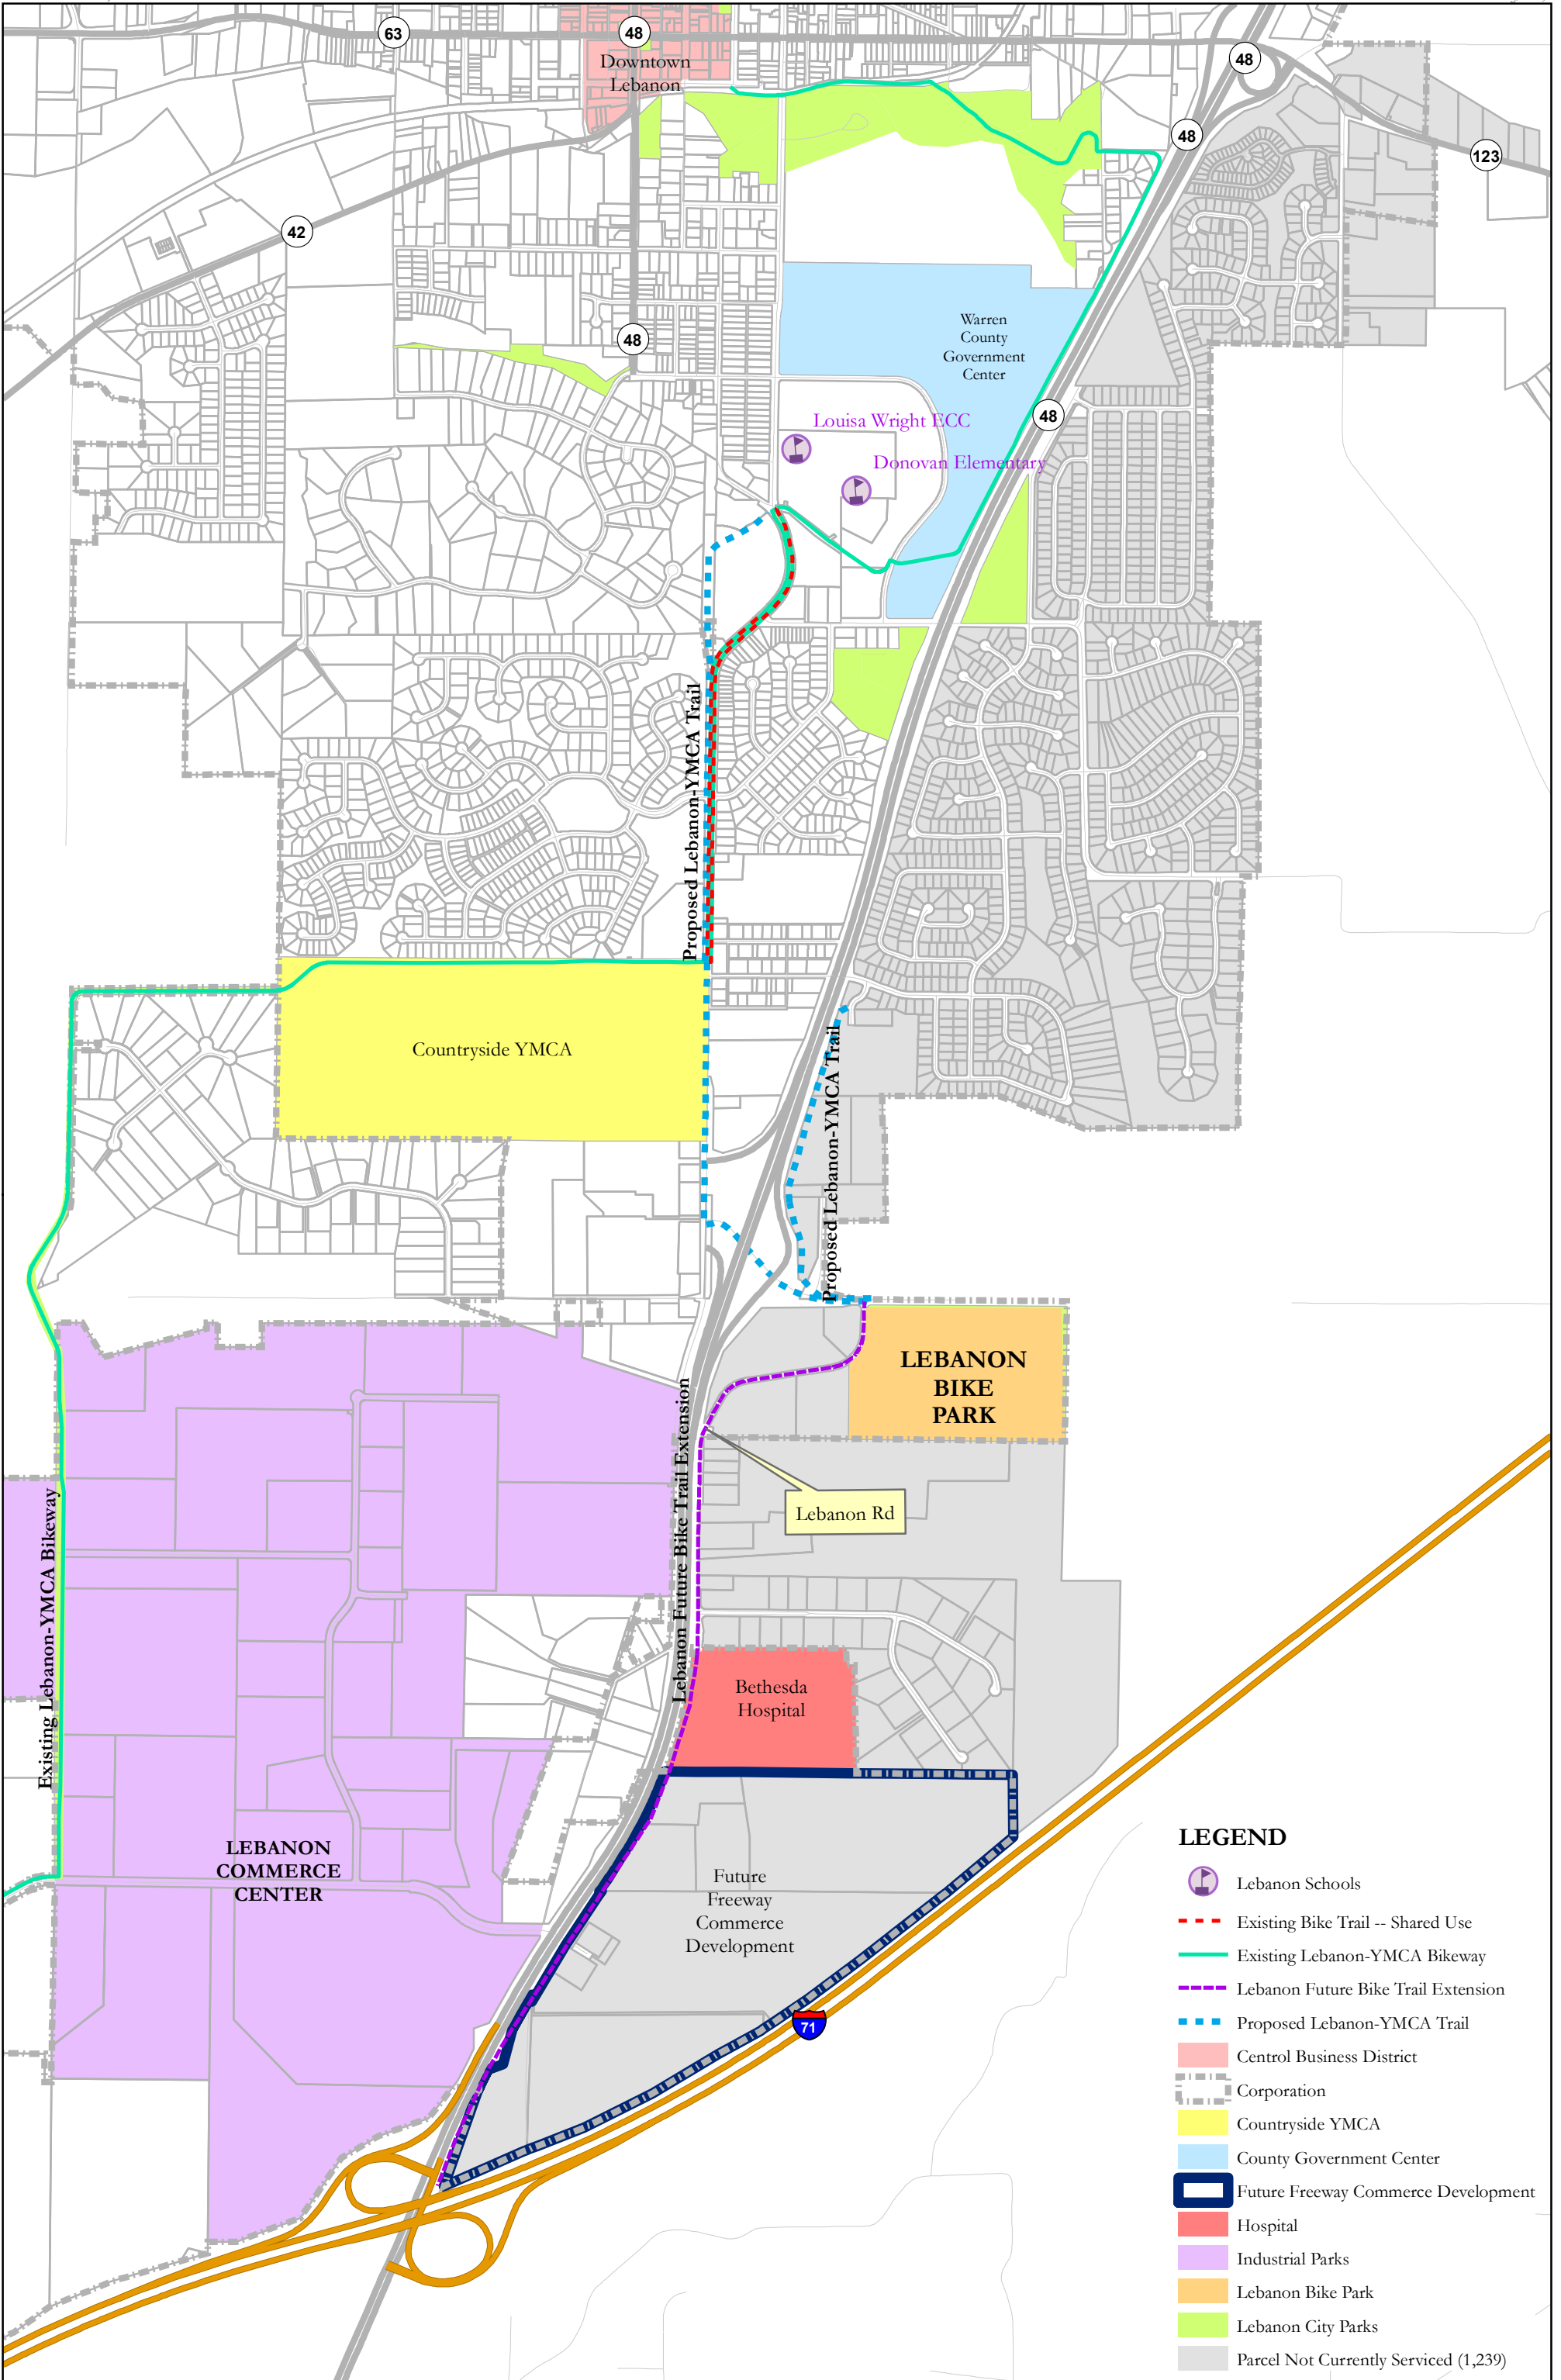 63
48
48
Downtown
Lebanon
48
123
42
Warren
County
Government
Center
48
48
Louisa Wright ECC
Donovan Elementary
Proposed Lebanon-YMCA Trail
Countryside YMCA
Proposed Lebanon-YMCA Trail
LEBANON
BIKE
PARK
Lebanon Future Bike Trail Extension
Lebanon Rd
Existing Lebanon-YMCA Bikeway
Bethesda
Hospital
LEBANON
COMMERCE
CENTER
Future
Freeway
Commerce
Development
71
LEGEND
Lebanon Schools
Existing Bike Trail -- Shared Use
Existing Lebanon-YMCA Bikeway
Lebanon Future Bike Trail Extension
Proposed Lebanon-YMCA Trail
Centrol Business District
Corporation
Countryside YMCA
County Government Center
Future Freeway Commerce Development
Hospital
Industrial Parks
Lebanon Bike Park
Lebanon City Parks
Parcel Not Currently Serviced (1,239)